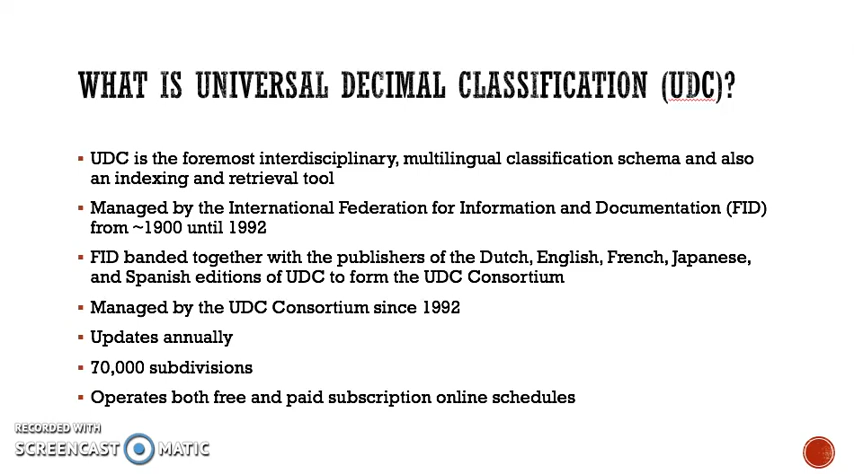 WHAT IS UNIVERSAL DECIMAL CLASSIFICATION (UDC)?
▪ UDC is the foremost interdisciplinary, multilingual classification schema and also
an indexing and retrieval tool
▪ Managed by the International Federation for Information and Documentation (FID)
from ~1900 until 1992
▪ FID banded together with the publishers of the Dutch, English, French, Japanese,
and Spanish editions of UDC to form the UDC Consortium
▪ Managed by the UDC Consortium since 1992
▪ Updates annually
▪ 70,000 subdivisions
▪ Operates both free and paid subscription online schedules
RECORDED WITH
SCREENCAST MATIC